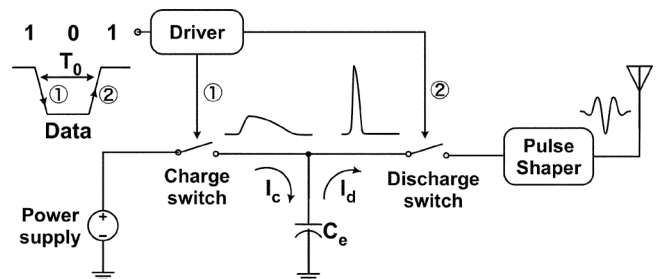 1 0 1
Driver
T0
① ②
Data
①
②
Charge switch
Ic Id
Discharge switch
Pulse Shaper
Power supply
+
−
Ce